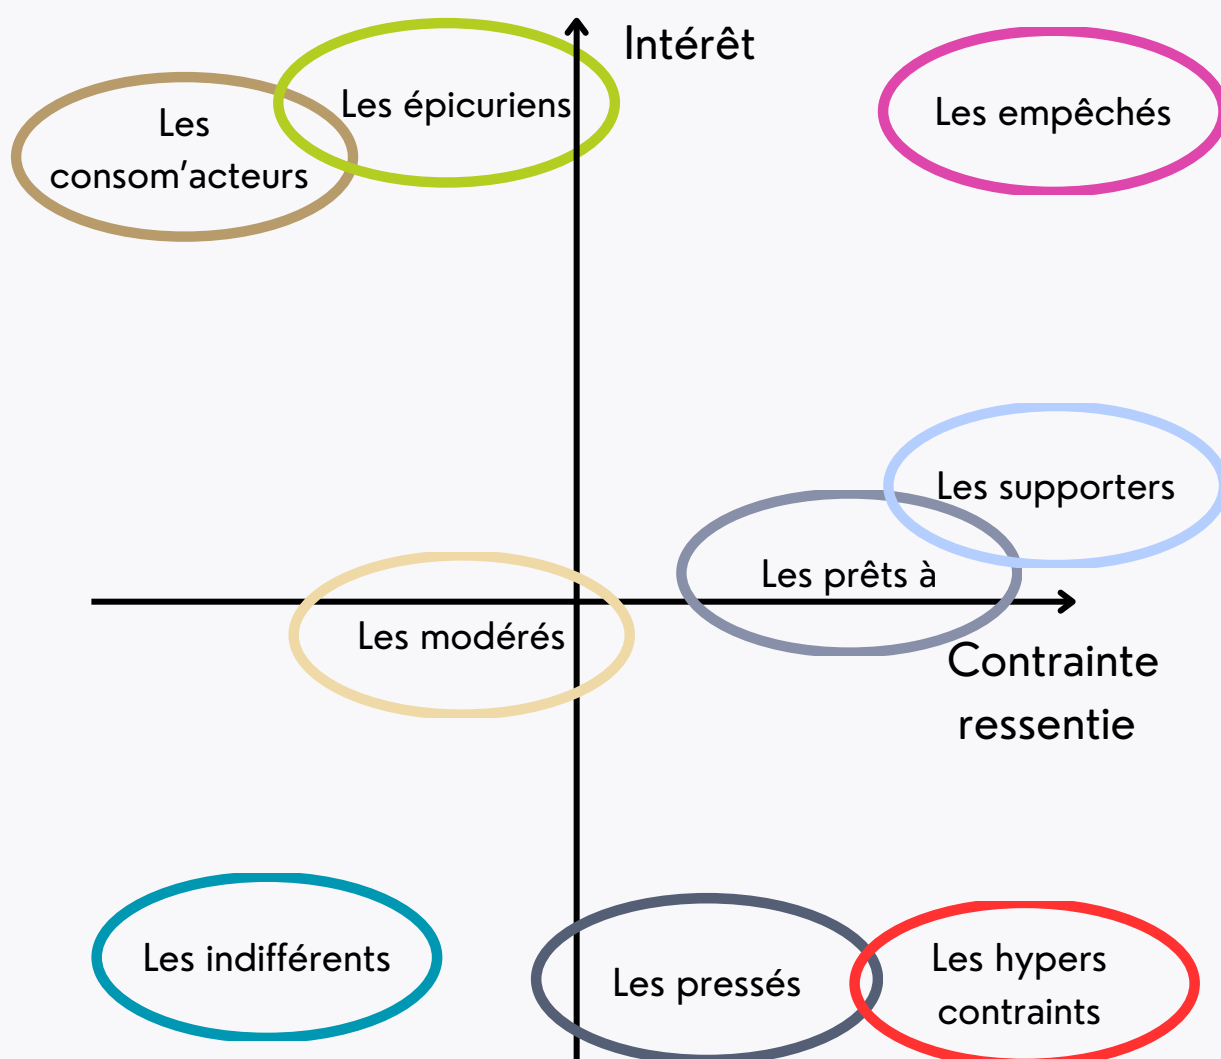 Intérêt
Les épicuriens
Les empêchés
Les
consom'acteurs
Les supporters
Les prêts à
Les modérés
Contrainte
ressentie
Les indifférents
Les pressés
Les hypers
contraints